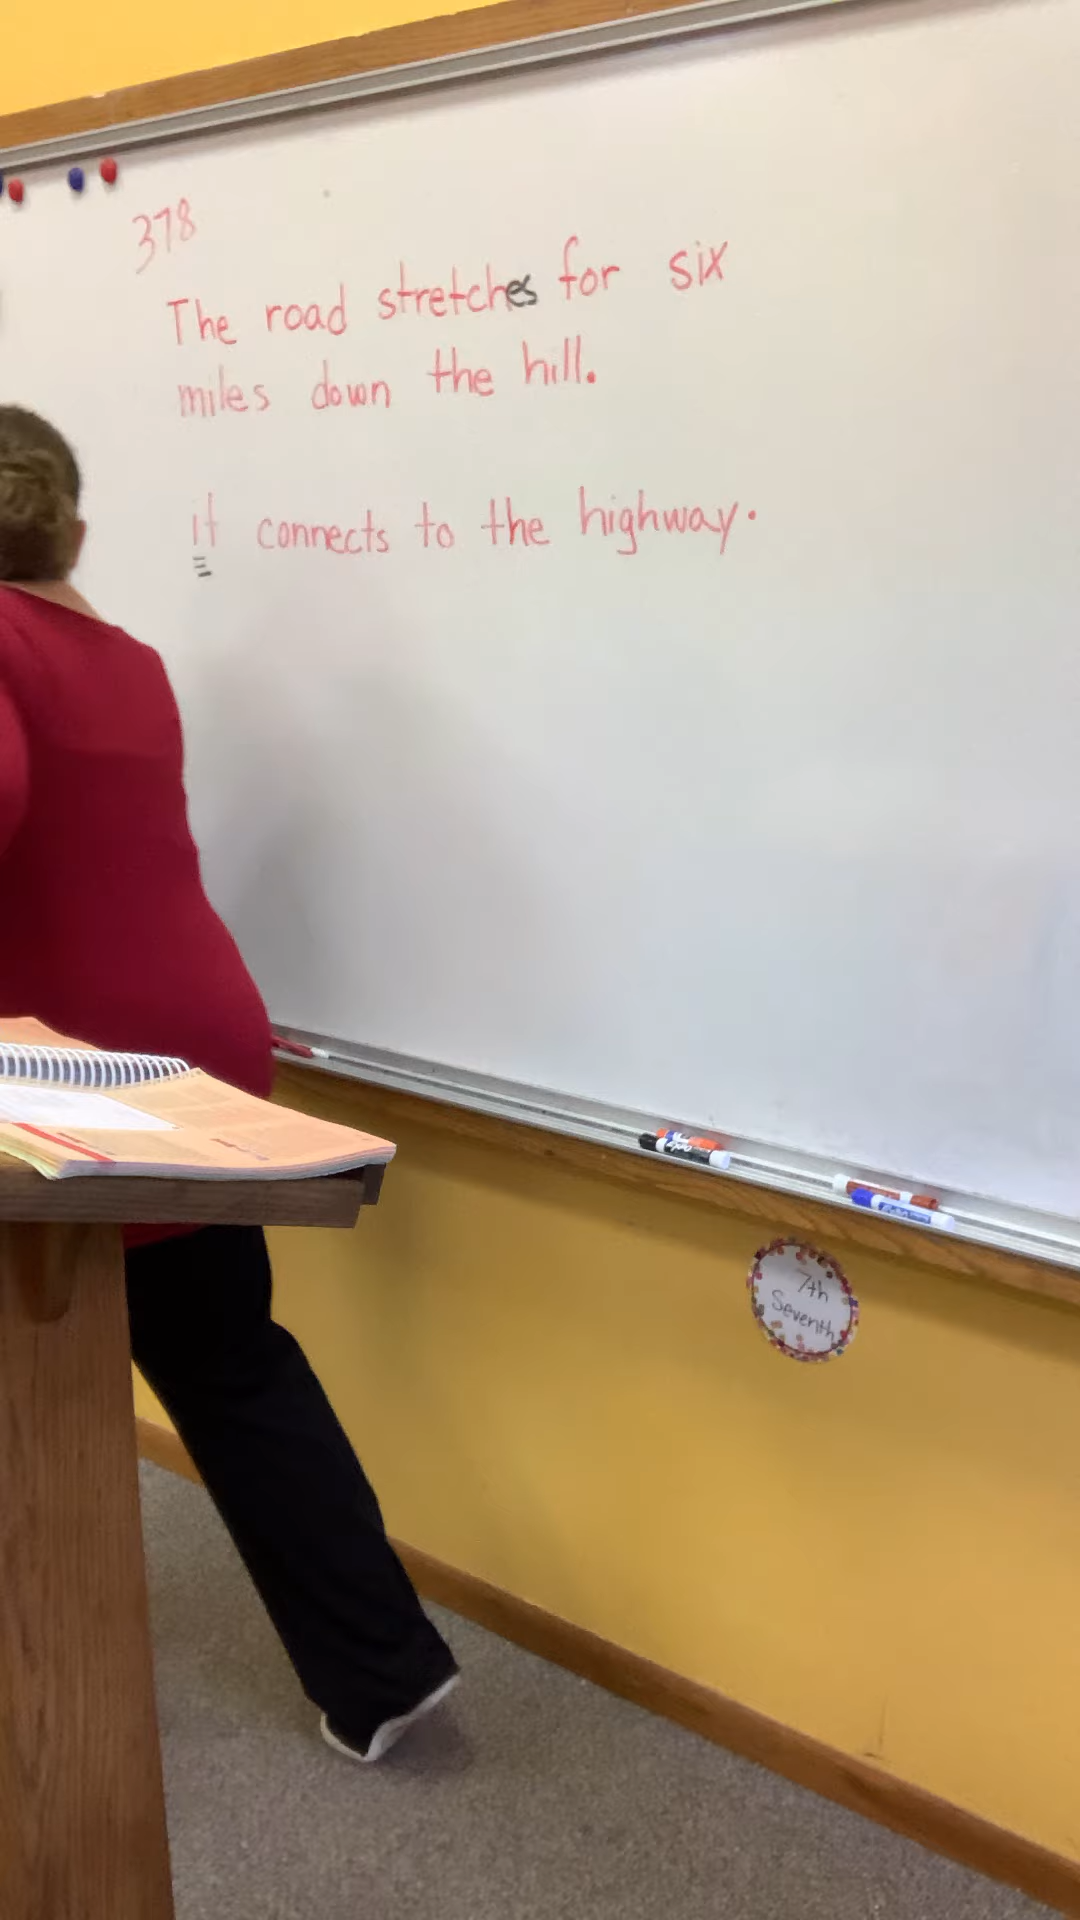 378
The road stretches for six
miles down the hill.
it connects to the highway.
7th
Seventh